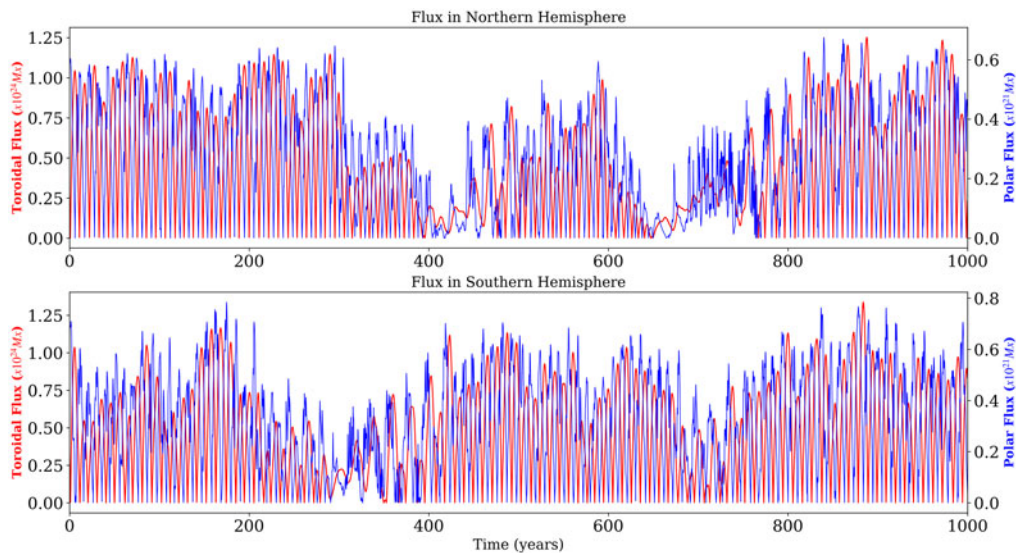 Flux in Northern Hemisphere
Toroidal Flux (x10²⁴Mx)
1.25
1.00
0.75
0.50
0.25
0.00
0.6
0.4
0.2
0.0
Polar Flux (x10²¹Mx)
0 200 400 600 800 1000
Flux in Southern Hemisphere
Toroidal Flux (x10²⁴Mx)
1.25
1.00
0.75
0.50
0.25
0.00
0.8
0.6
0.4
0.2
0.0
Polar Flux (x10²¹Mx)
0 200 400 600 800 1000
Time (years)